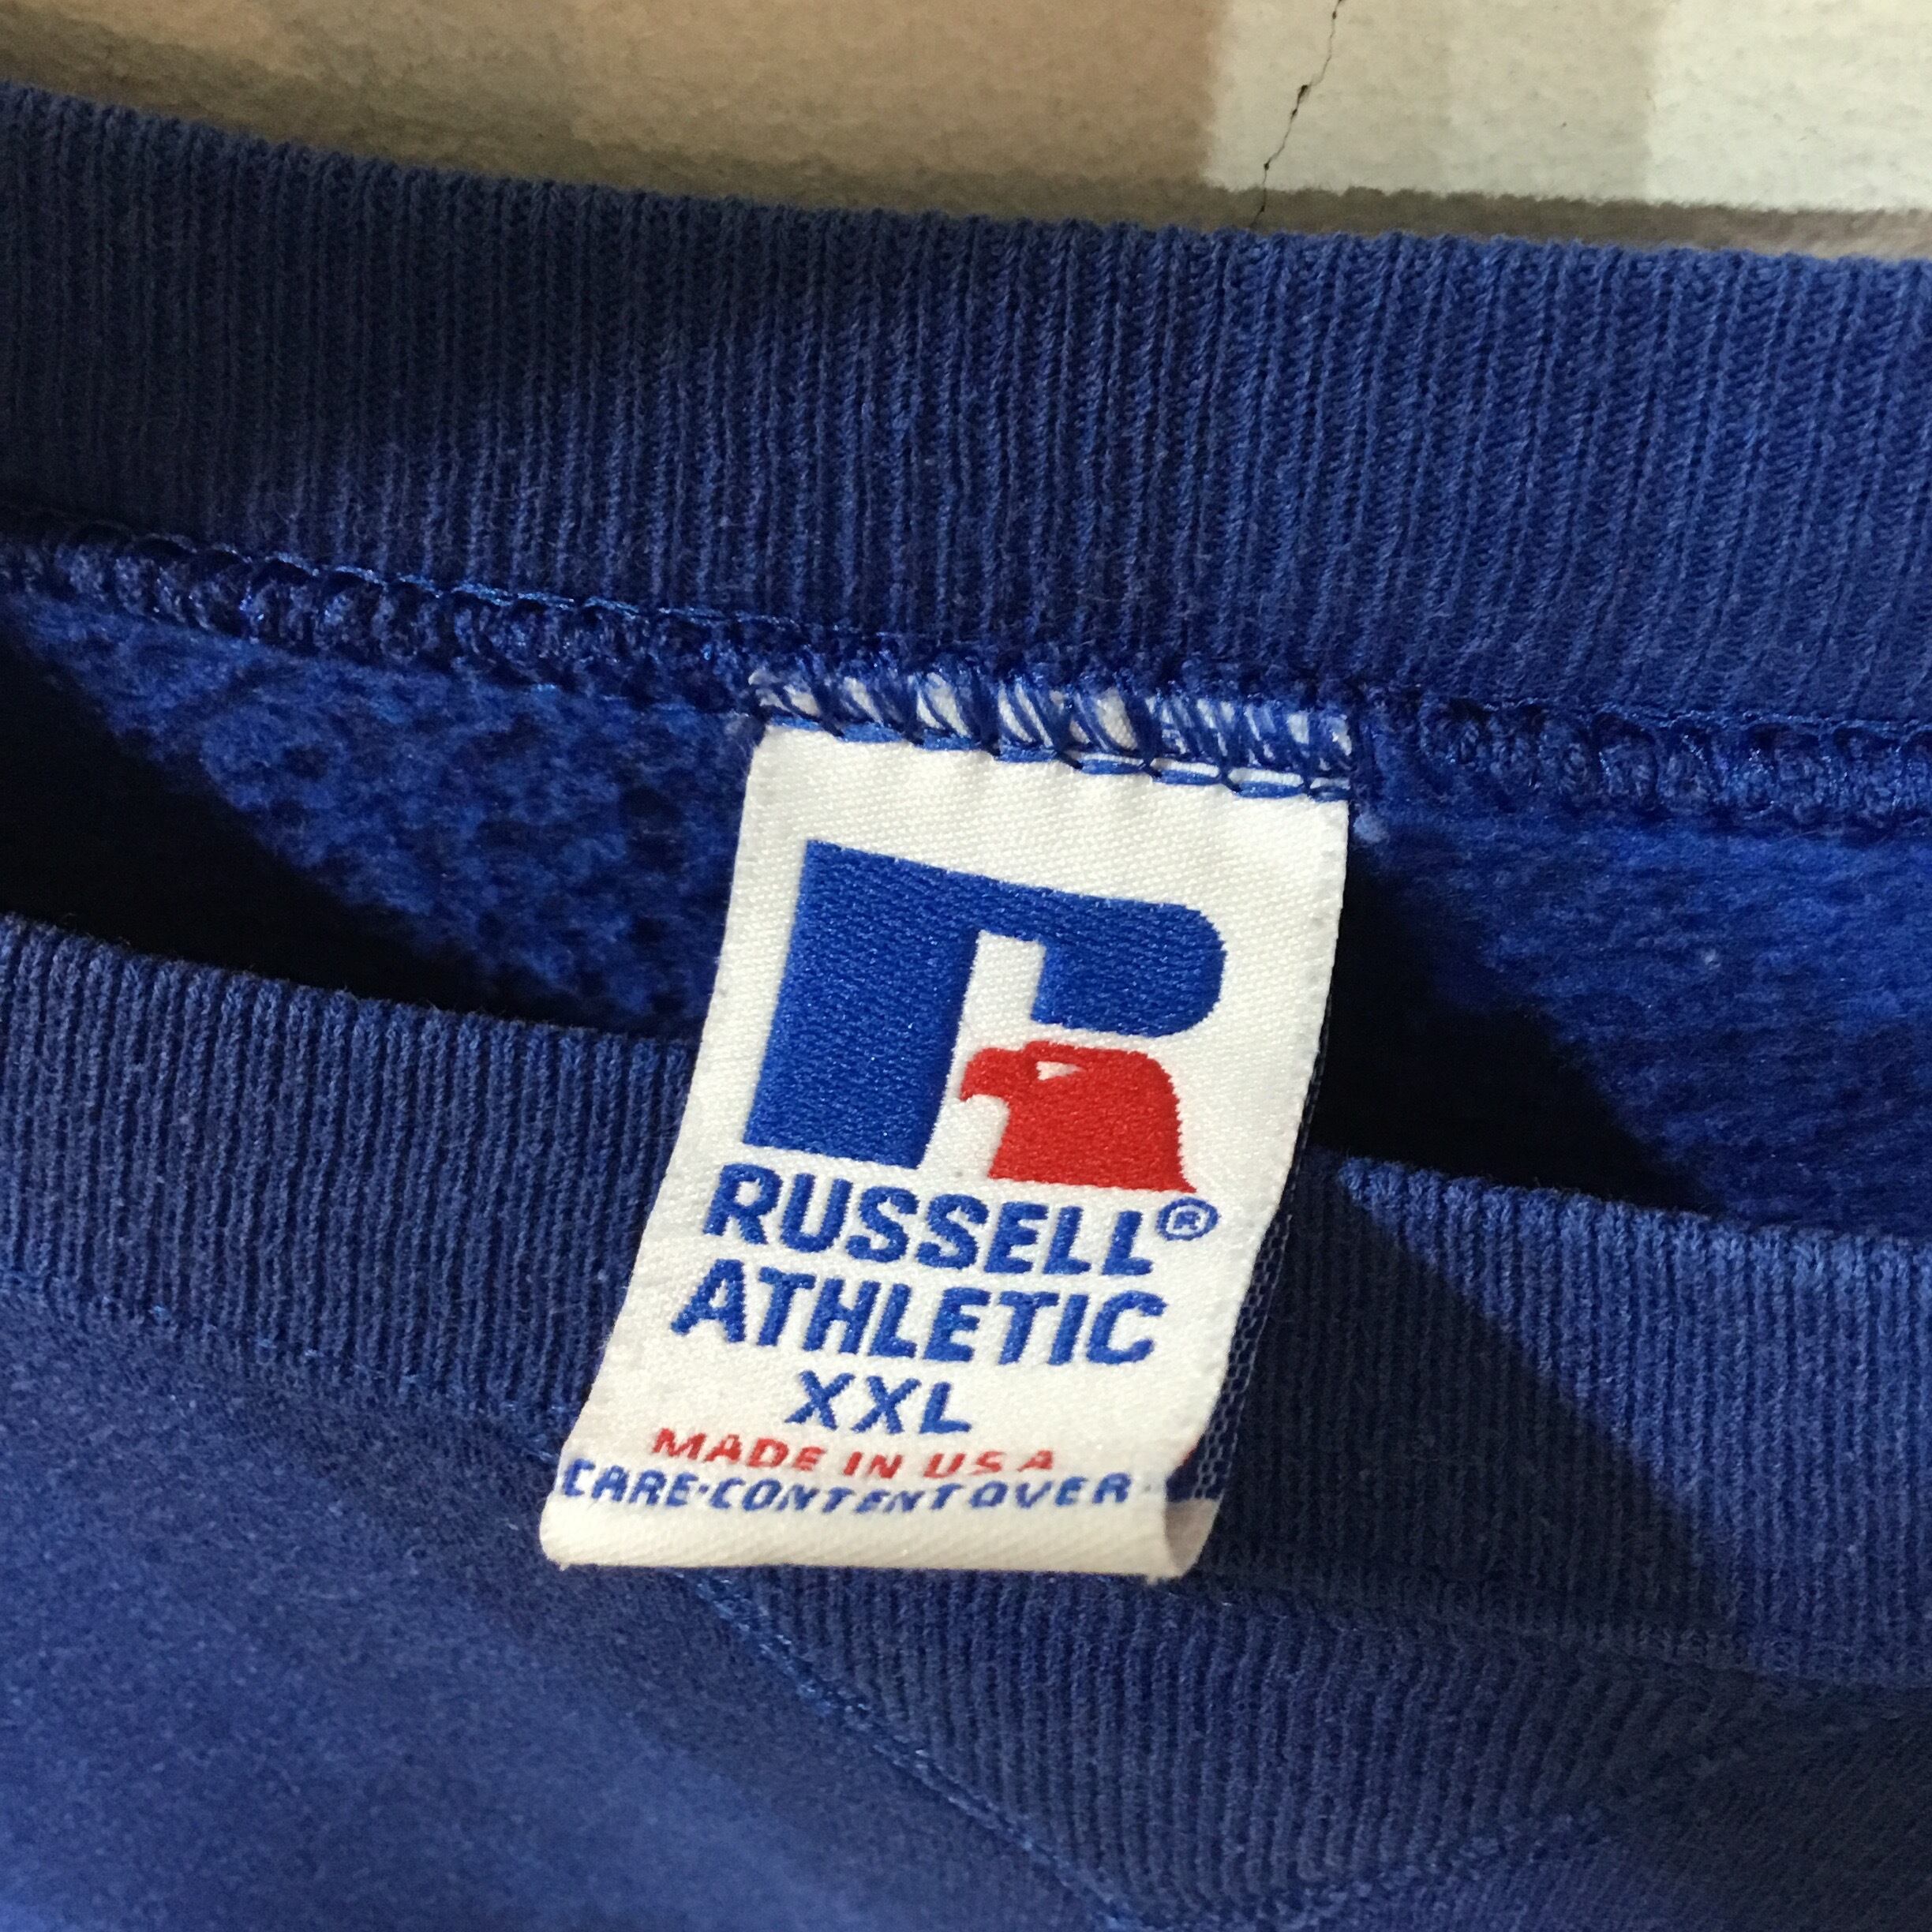 RUSSELL®
ATHLETIC
XXL
MADE IN USA
CARE·CONTENT OVER